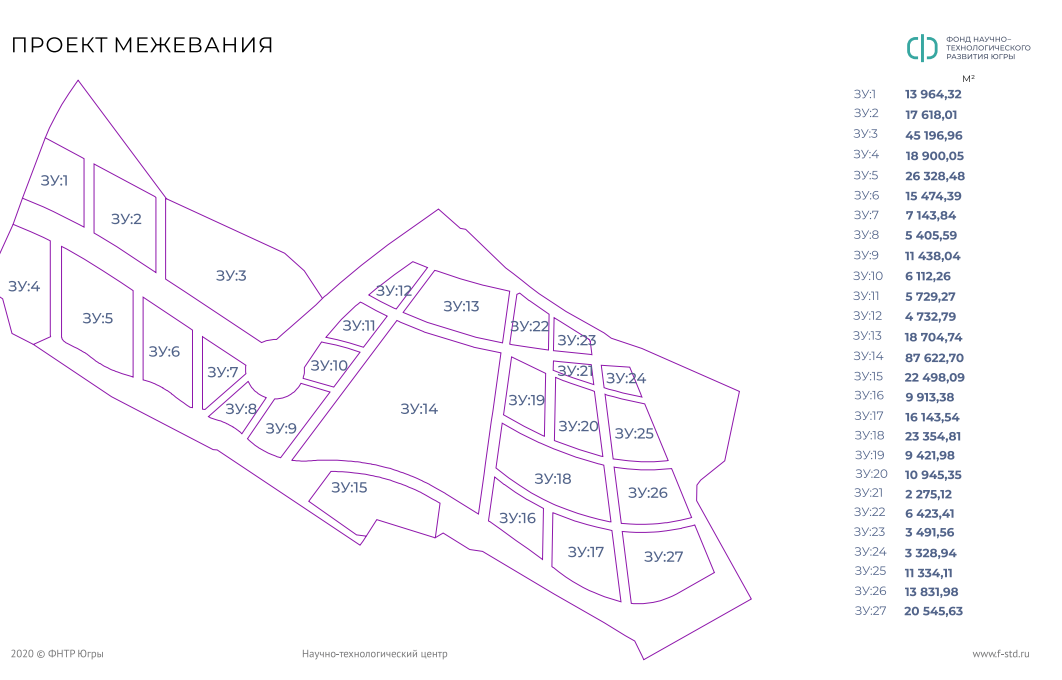 ПРОЕКТ МЕЖЕВАНИЯ
ФОНД НАУЧНО-
ТЕХНОЛОГИЧЕСКОГО
РАЗВИТИЯ ЮГРЫ
м²
ЗУ:1 13 964,32
ЗУ:2 17 618,01
ЗУ:3 45 196,96
ЗУ:4 18 900,05
ЗУ:5 26 328,48
ЗУ:6 15 474,39
ЗУ:7 7 143,84
ЗУ:8 5 405,59
ЗУ:9 11 438,04
ЗУ:10 6 112,26
ЗУ:11 5 729,27
ЗУ:12 4 732,79
ЗУ:13 18 704,74
ЗУ:14 87 622,70
ЗУ:15 22 498,09
ЗУ:16 9 913,38
ЗУ:17 16 143,54
ЗУ:18 23 354,81
ЗУ:19 9 421,98
ЗУ:20 10 945,35
ЗУ:21 2 275,12
ЗУ:22 6 423,41
ЗУ:23 3 491,56
ЗУ:24 3 328,94
ЗУ:25 11 334,11
ЗУ:26 13 831,98
ЗУ:27 20 545,63
ЗУ:1
ЗУ:2
ЗУ:3
ЗУ:4
ЗУ:5
ЗУ:6
ЗУ:7
ЗУ:8
ЗУ:9
ЗУ:10
ЗУ:11
ЗУ:12
ЗУ:13
ЗУ:14
ЗУ:15
ЗУ:16
ЗУ:17
ЗУ:18
ЗУ:19
ЗУ:20
ЗУ:21
ЗУ:22
ЗУ:23
ЗУ:24
ЗУ:25
ЗУ:26
ЗУ:27
2020 © ФНТР Югры
Научно-технологический центр
www.f-std.ru